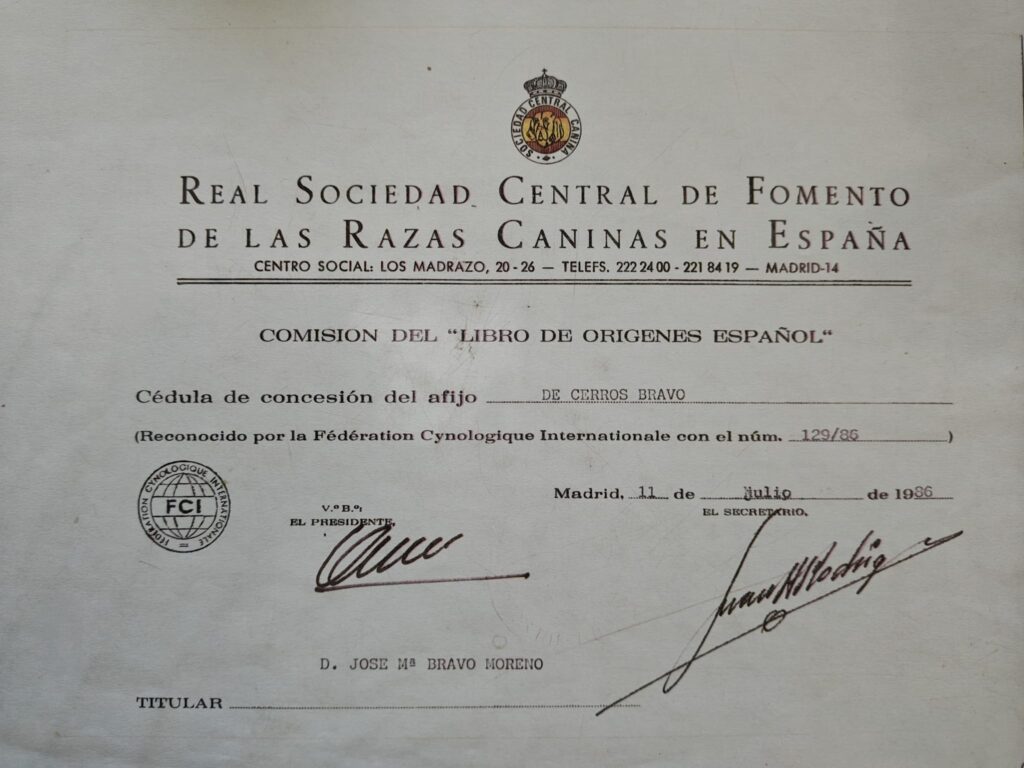 SOCIEDAD CENTRAL CANINA
REAL SOCIEDAD CENTRAL DE FOMENTO
DE LAS RAZAS CANINAS EN ESPAÑA
CENTRO SOCIAL: LOS MADRAZO, 20-26 — TELEFS. 222 24 00 - 221 84 19 — MADRID-14
COMISION DEL "LIBRO DE ORIGENES ESPAÑOL"
Cédula de concesión del afijo DE CERROS BRAVO
(Reconocido por la Fédération Cynologique Internationale con el núm. 129/86)
FÉDÉRATION CYNOLOGIQUE INTERNATIONALE
FCI
Madrid, 11 de Julio de 1986
V.º B.º:
EL PRESIDENTE,
EL SECRETARIO,
Juan
D. JOSE Mª BRAVO MORENO
TITULAR